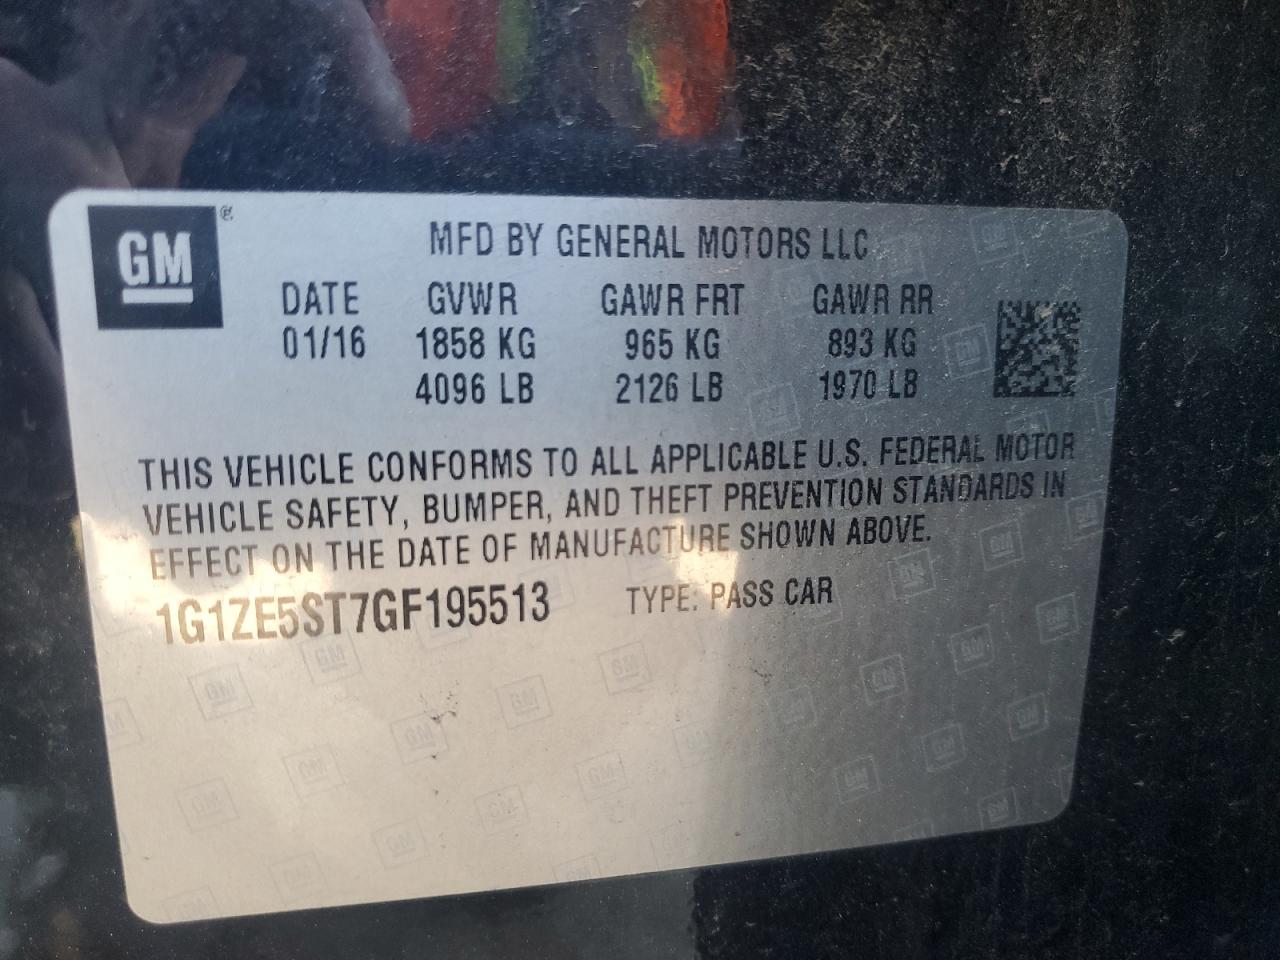 GM ®
MFD BY GENERAL MOTORS LLC
DATE GVWR GAWR FRT GAWR RR
01/16 1858 KG 965 KG 893 KG
4096 LB 2126 LB 1970 LB
THIS VEHICLE CONFORMS TO ALL APPLICABLE U.S. FEDERAL MOTOR
VEHICLE SAFETY, BUMPER, AND THEFT PREVENTION STANDARDS IN
EFFECT ON THE DATE OF MANUFACTURE SHOWN ABOVE.
1G1ZE5ST7GF195513 TYPE: PASS CAR